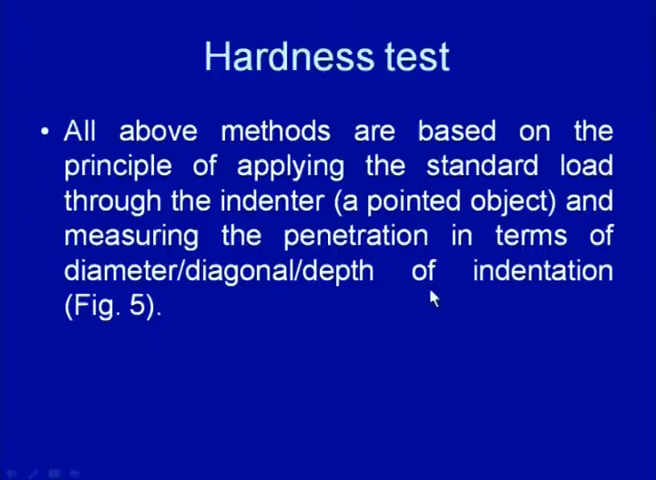 Hardness test
• All above methods are based on the
principle of applying the standard load
through the indenter (a pointed object) and
measuring the penetration in terms of
diameter/diagonal/depth of indentation
(Fig. 5).